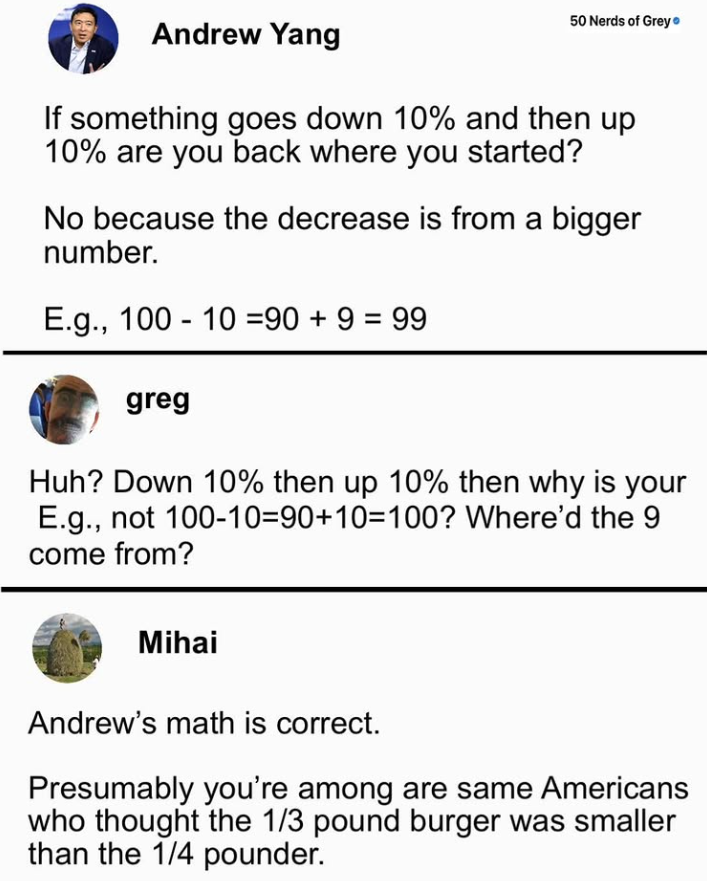 50 Nerds of Grey
Andrew Yang
If something goes down 10% and then up
10% are you back where you started?
No because the decrease is from a bigger
number.
E.g., 100 - 10 =90 + 9 = 99
greg
Huh? Down 10% then up 10% then why is your
E.g., not 100-10=90+10=100? Where’d the 9
come from?
Mihai
Andrew’s math is correct.
Presumably you’re among are same Americans
who thought the 1/3 pound burger was smaller
than the 1/4 pounder.